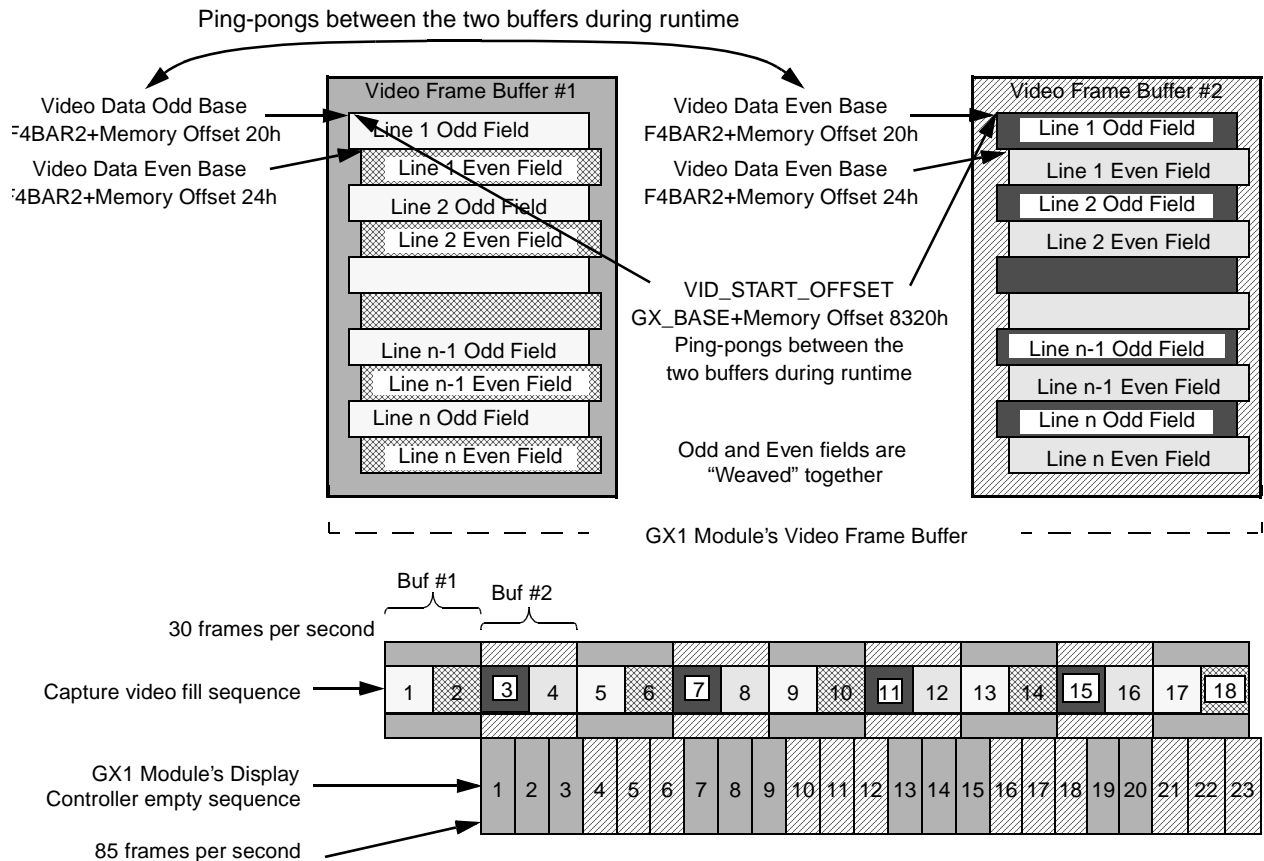 Ping-pongs between the two buffers during runtime
Video Frame Buffer #1
Video Data Odd Base
F4BAR2+Memory Offset 20h
Video Data Even Base
F4BAR2+Memory Offset 24h
Line 1 Odd Field
Line 1 Even Field
Line 2 Odd Field
Line 2 Even Field
Line n-1 Odd Field
Line n-1 Even Field
Line n Odd Field
Line n Even Field
Video Data Even Base
F4BAR2+Memory Offset 20h
Video Data Even Base
F4BAR2+Memory Offset 24h
VID_START_OFFSET
GX_BASE+Memory Offset 8320h
Ping-pongs between the
two buffers during runtime
Odd and Even fields are
“Weaved” together
Video Frame Buffer #2
Line 1 Odd Field
Line 1 Even Field
Line 2 Odd Field
Line 2 Even Field
Line n-1 Odd Field
Line n-1 Even Field
Line n Odd Field
Line n Even Field
GX1 Module’s Video Frame Buffer
Buf #1
Buf #2
30 frames per second
Capture video fill sequence
1 2 3 4 5 6 7 8 9 10 11 12 13 14 15 16 17 18
GX1 Module’s Display
Controller empty sequence
1 2 3 4 5 6 7 8 9 10 11 12 13 14 15 16 17 18 19 20 21 22 23
85 frames per second